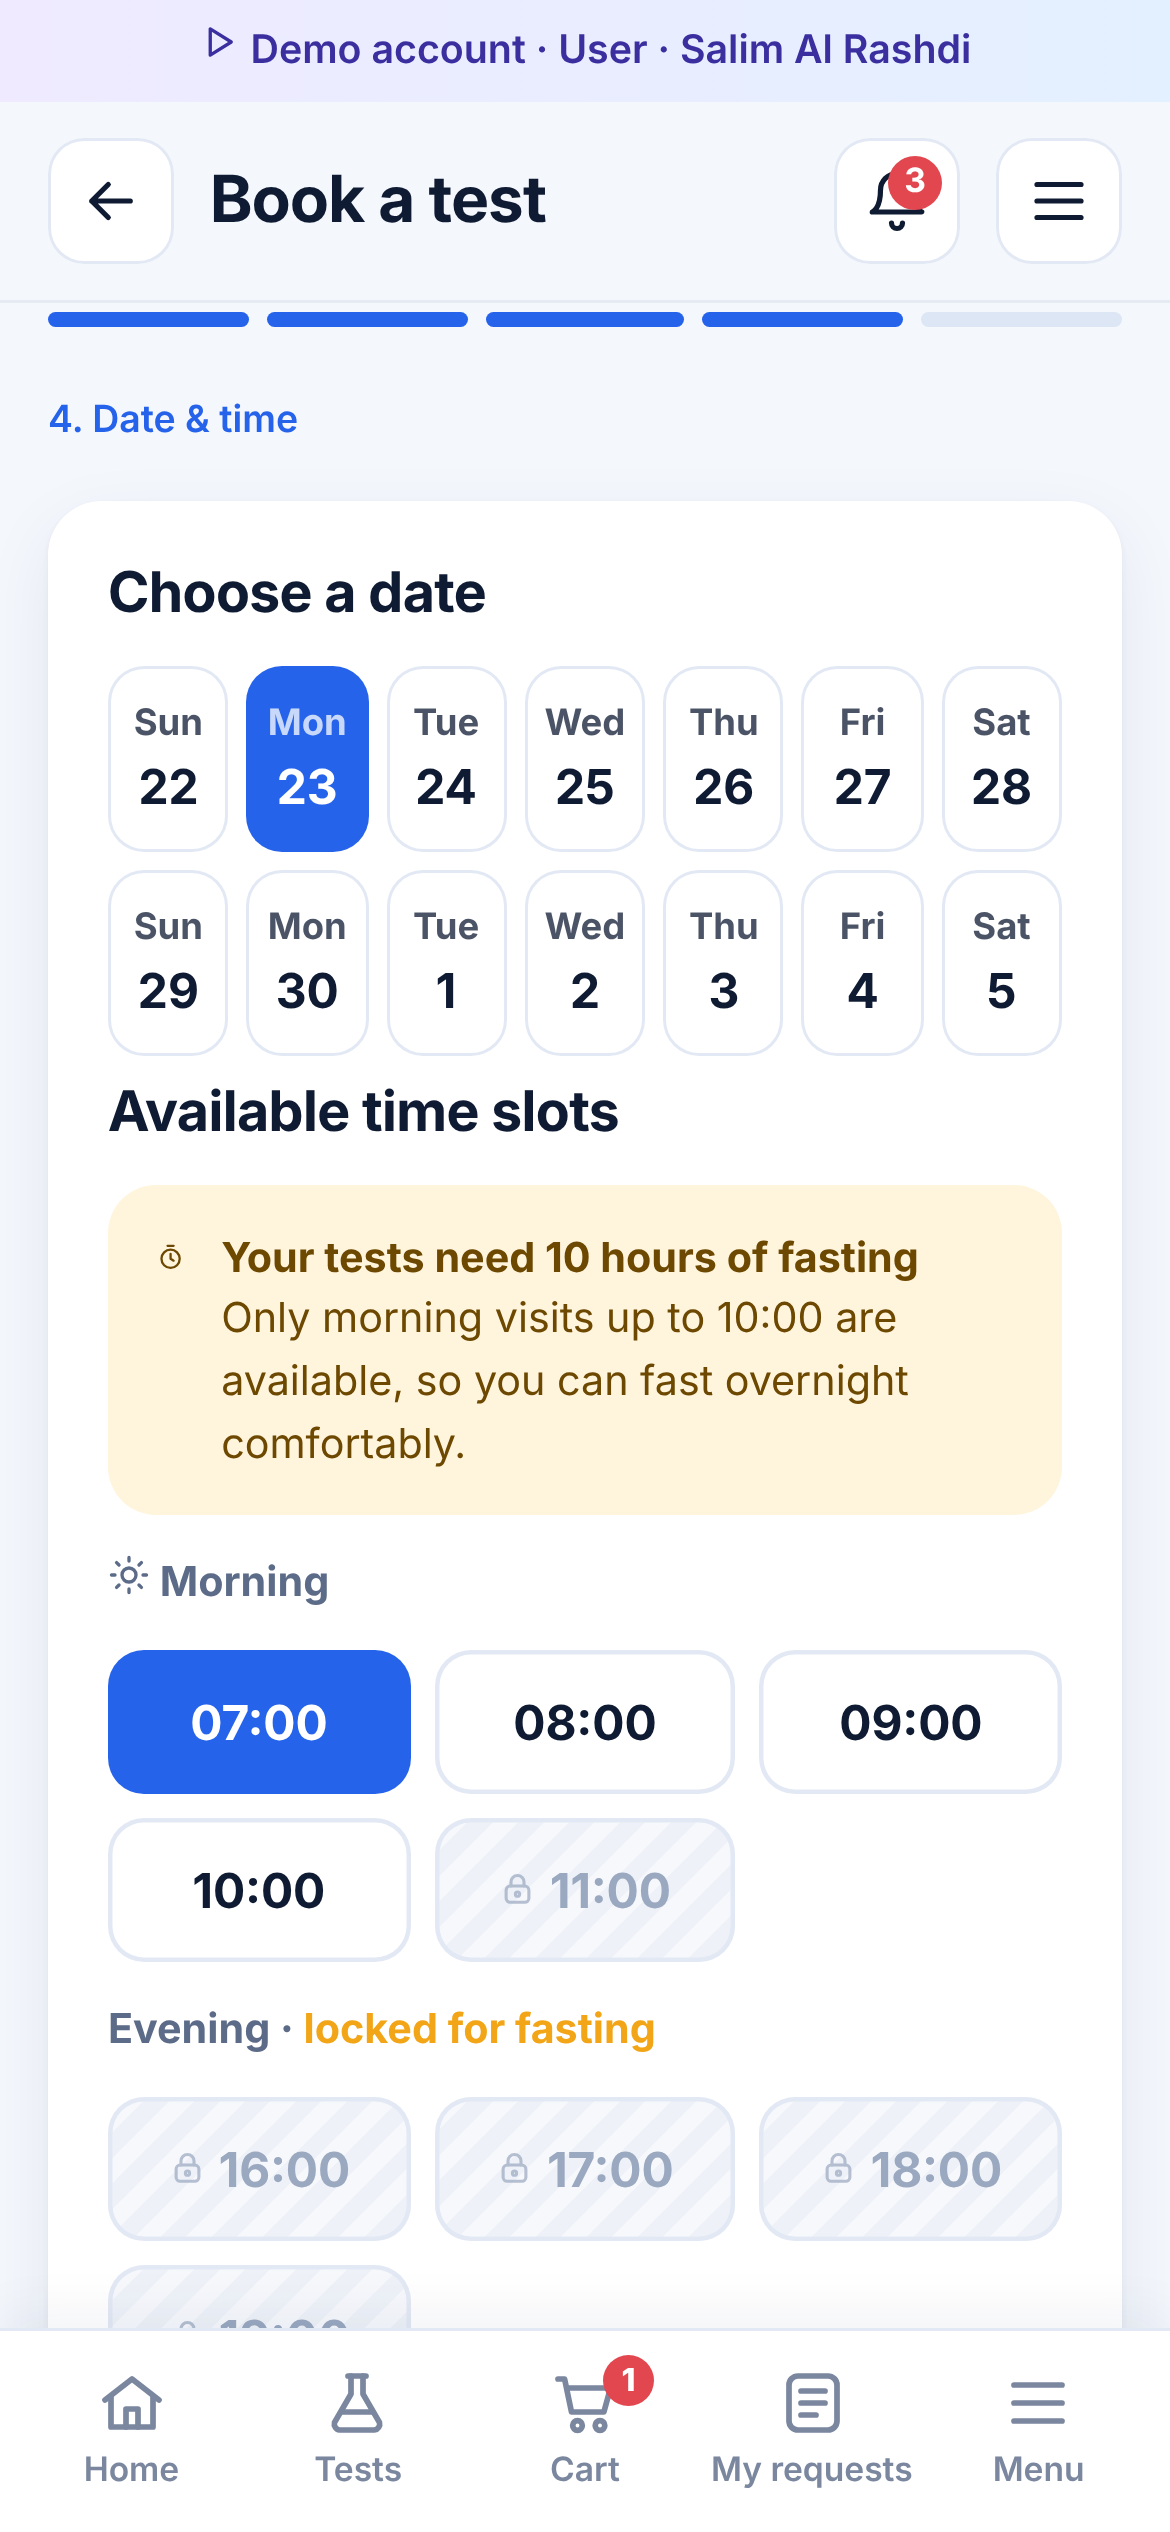 Demo account · User · Salim Al Rashdi
Book a test
3
4. Date & time
Choose a date
Sun Mon Tue Wed Thu Fri Sat
22 23 24 25 26 27 28
Sun Mon Tue Wed Thu Fri Sat
29 30 1 2 3 4 5
Available time slots
Your tests need 10 hours of fasting
Only morning visits up to 10:00 are
available, so you can fast overnight
comfortably.
Morning
07:00 08:00 09:00
10:00 11:00
Evening · locked for fasting
16:00 17:00 18:00
1
Home Tests Cart My requests Menu